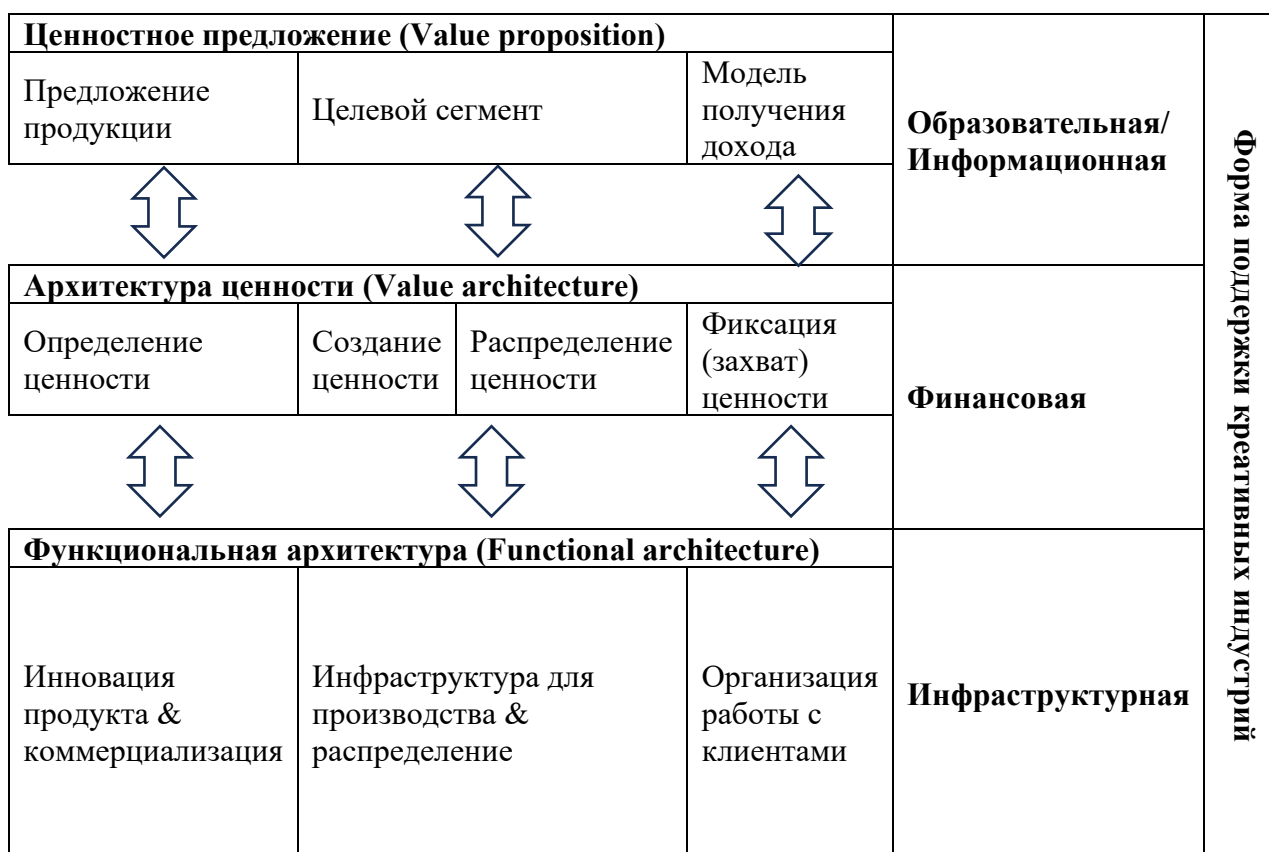 Ценностное предложение (Value proposition)
Предложение
продукции
Целевой сегмент
Модель
получения
дохода
Образовательная/
Информационная
Архитектура ценности (Value architecture)
Определение
ценности
Создание
ценности
Распределение
ценности
Фиксация
(захват)
ценности
Финансовая
Функциональная архитектура (Functional architecture)
Инновация
продукта &
коммерциализация
Инфраструктура для
производства &
распределение
Организация
работы с
клиентами
Инфраструктурная
Форма поддержки креативных индустрий